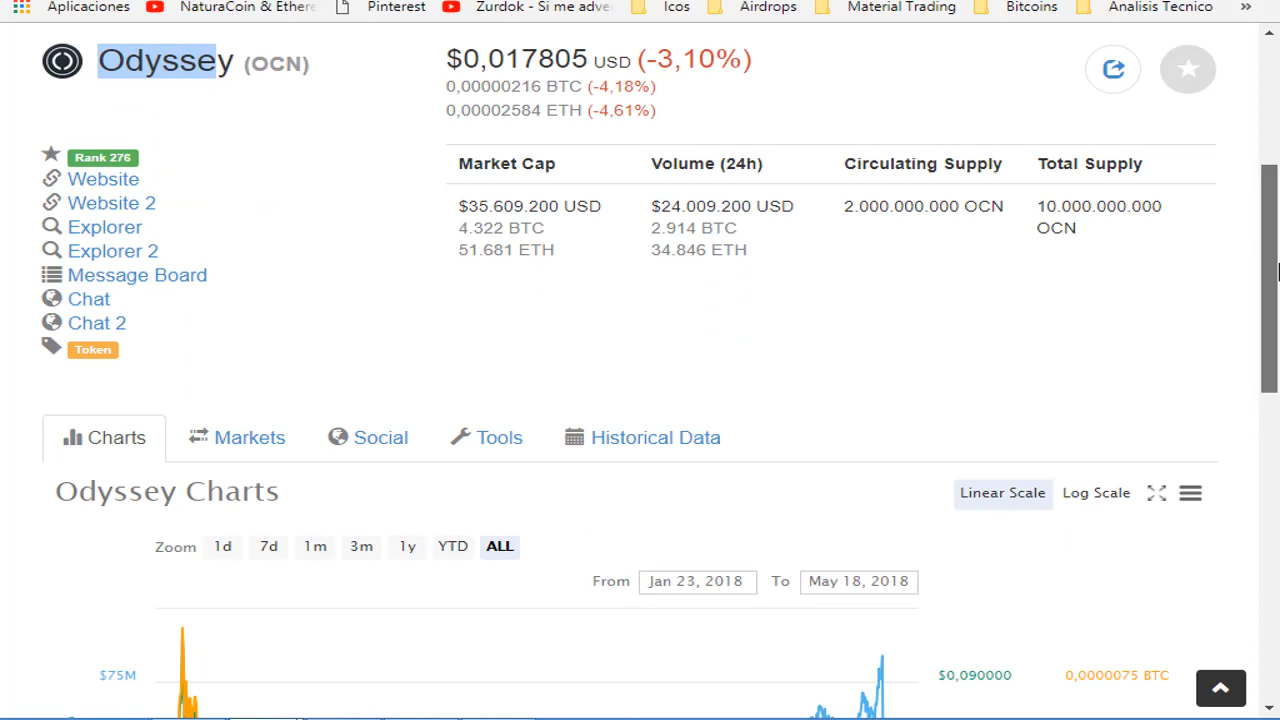 Aplicaciones NaturaCoin & Ethere Pinterest Zurdok - Si me adve Icos Airdrops Material Trading Bitcoins Analisis Tecnico »
Odyssey (OCN)
$0,017805 USD (-3,10%)
0,00000216 BTC (-4,18%)
0,00002584 ETH (-4,61%)
Rank 276
Website
Website 2
Explorer
Explorer 2
Message Board
Chat
Chat 2
Token
Market Cap Volume (24h) Circulating Supply Total Supply
$35.609.200 USD $24.009.200 USD 2.000.000.000 OCN 10.000.000.000
4.322 BTC 2.914 BTC OCN
51.681 ETH 34.846 ETH
Charts Markets Social Tools Historical Data
Odyssey Charts
Linear Scale Log Scale
Zoom 1d 7d 1m 3m 1y YTD ALL
From Jan 23, 2018 To May 18, 2018
$75M $0,090000 0,0000075 BTC